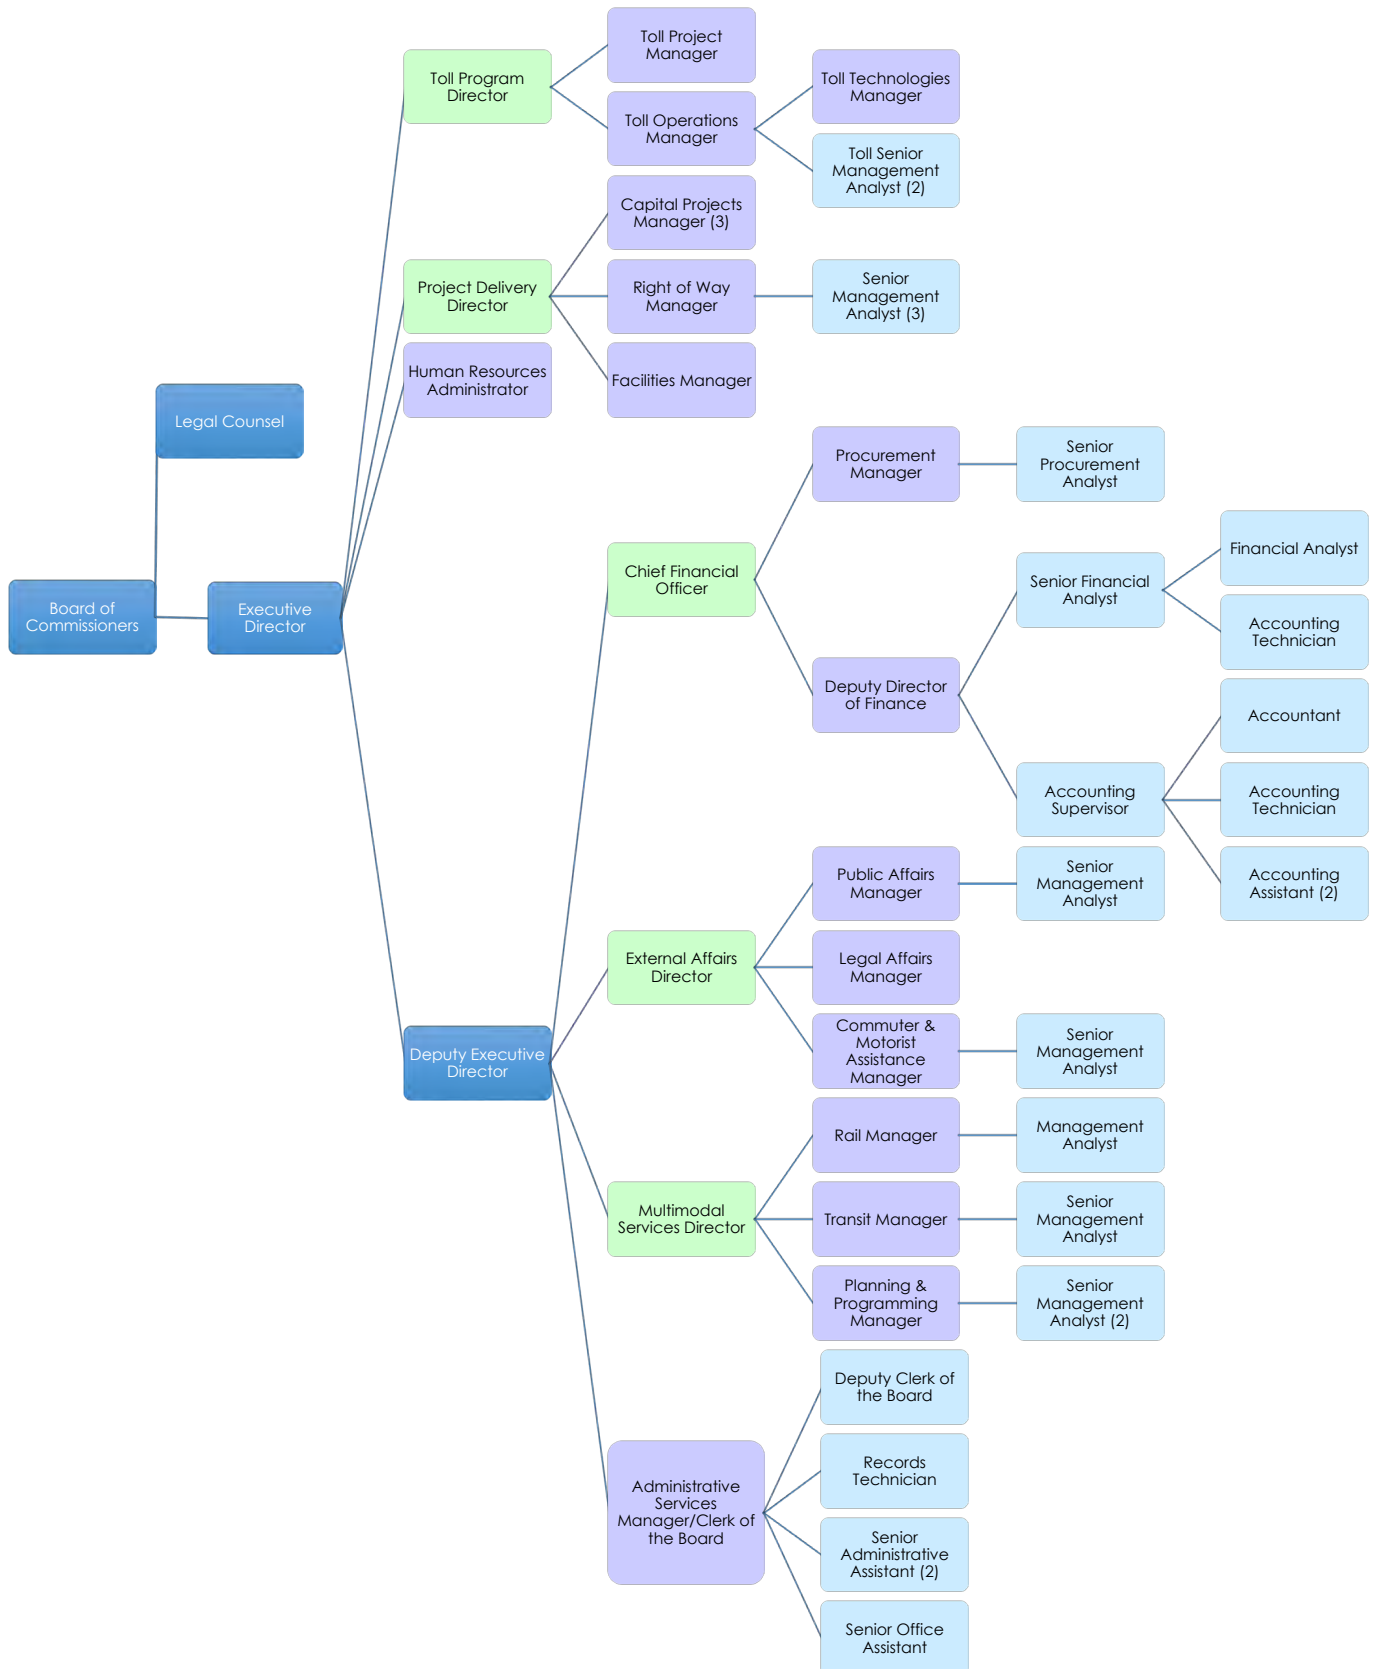 Toll Project
Manager
Toll Program
Director
Toll Technologies
Manager
Toll Operations
Manager
Toll Senior
Management
Analyst (2)
Capital Projects
Manager (3)
Project Delivery
Director
Right of Way
Manager
Senior
Management
Analyst (3)
Human Resources
Administrator
Facilities Manager
Legal Counsel
Procurement
Manager
Senior
Procurement
Analyst
Board of
Commissioners
Executive
Director
Chief Financial
Officer
Senior Financial
Analyst
Financial Analyst
Accounting
Technician
Deputy Director
of Finance
Accountant
Accounting
Supervisor
Accounting
Technician
Accounting
Assistant (2)
Public Affairs
Manager
Senior
Management
Analyst
External Affairs
Director
Legal Affairs
Manager
Commuter &
Motorist
Assistance
Manager
Senior
Management
Analyst
Deputy Executive
Director
Rail Manager
Management
Analyst
Multimodal
Services Director
Transit Manager
Senior
Management
Analyst
Planning &
Programming
Manager
Senior
Management
Analyst (2)
Deputy Clerk of
the Board
Administrative
Services
Manager/Clerk of
the Board
Records
Technician
Senior
Administrative
Assistant (2)
Senior Office
Assistant